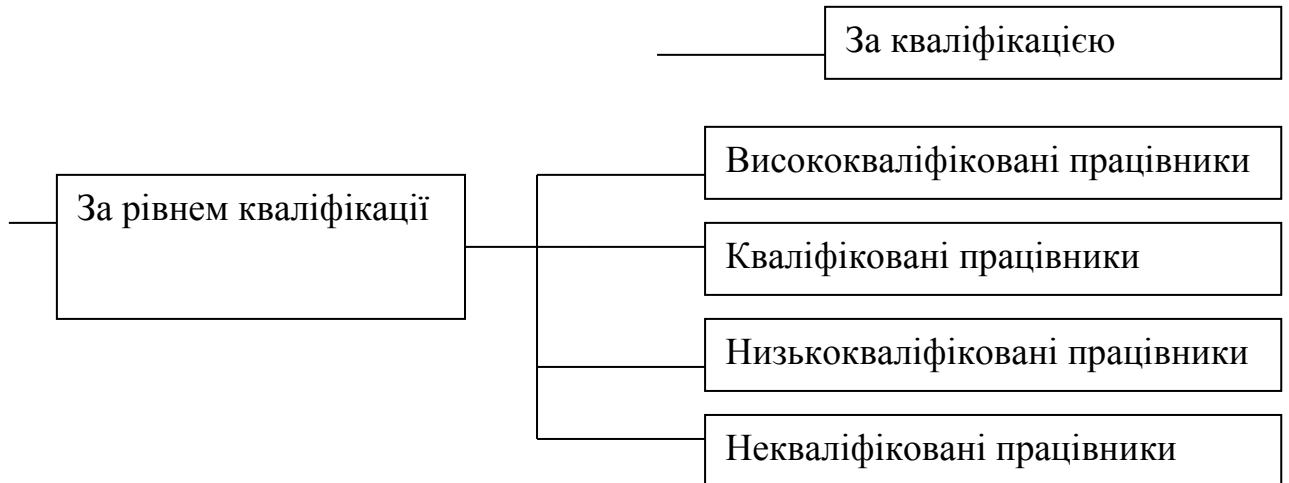 За кваліфікацією
Висококваліфіковані працівники
За рівнем кваліфікації
Кваліфіковані працівники
Низькокваліфіковані працівники
Некваліфіковані працівники